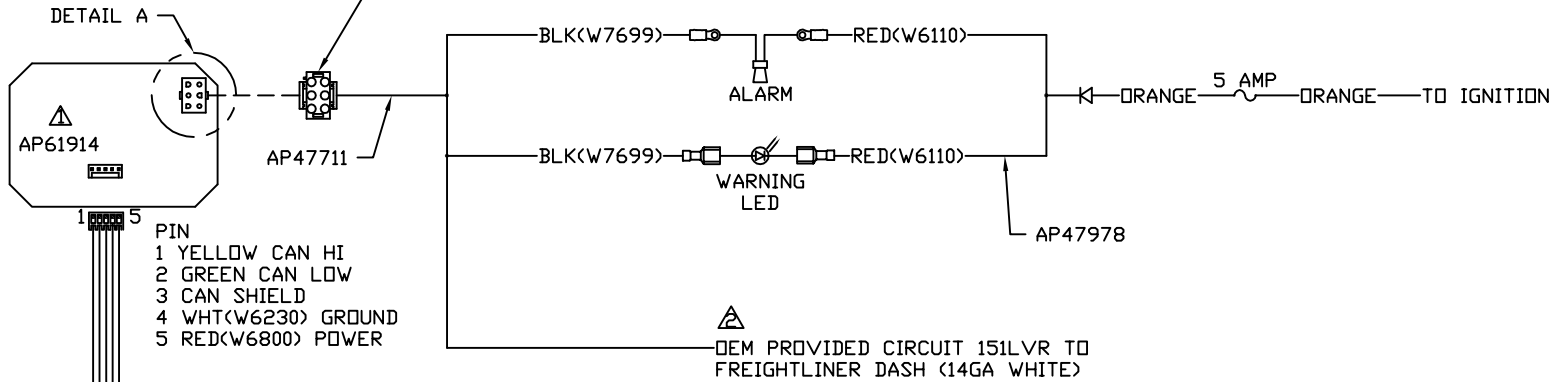 DETAIL A
BLK(W7699)
RED(W6110)
ALARM
ORANGE
5 AMP
ORANGE
TO IGNITION
1
AP61914
AP47711
BLK(W7699)
RED(W6110)
WARNING
LED
AP47978
1
5
PIN
1 YELLOW CAN HI
2 GREEN CAN LOW
3 CAN SHIELD
4 WHT(W6230) GROUND
5 RED(W6800) POWER
2
OEM PROVIDED CIRCUIT 151LVR TO
FREIGHTLINER DASH (14GA WHITE)